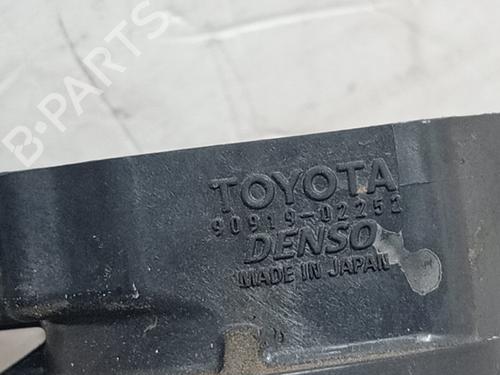 B-PARTS
TOYOTA
90919-02252
DENSO
MADE IN JAPAN